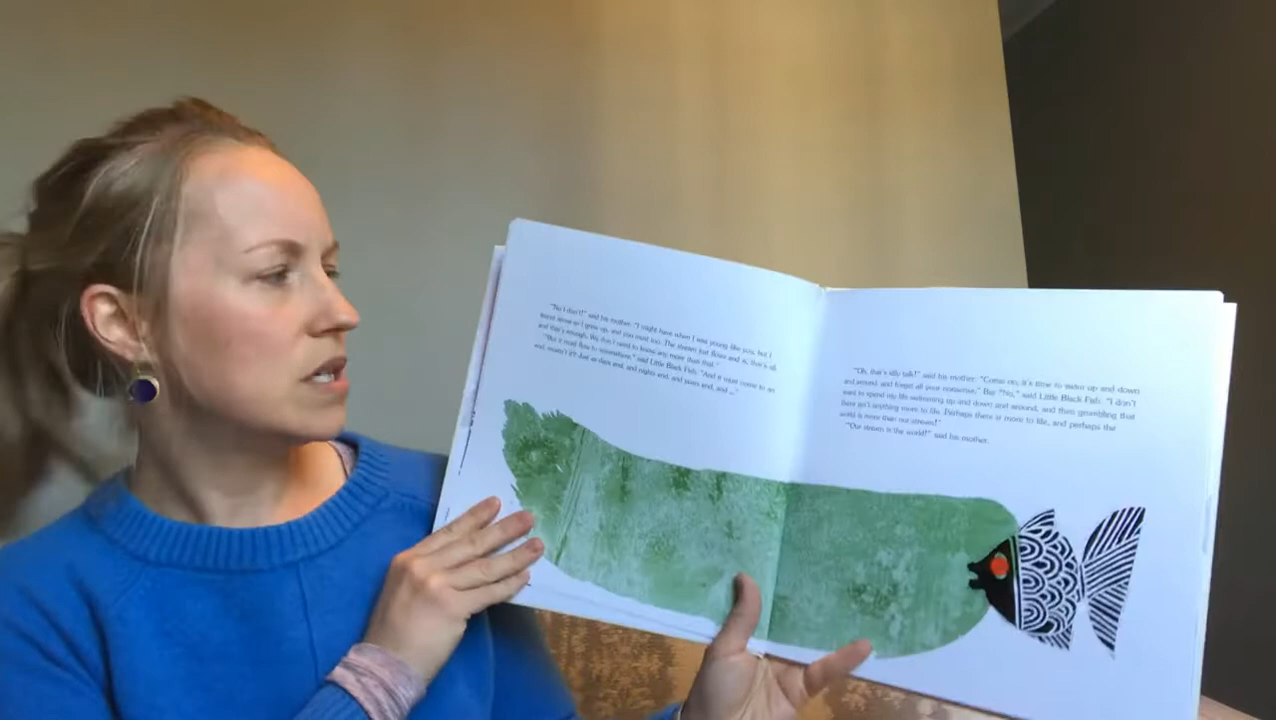 "No I don't!" said his mother. "I might have when I was young like you, but I
know more as I grew up, and you must too. The stream just flows and is, that's all,
and that's enough. We don't need to know any more than that."
"But it must flow to somewhere," said Little Black Fish. "And it must come to an
end, mustn't it? Just as days end, and nights end, and years end, and ..."
"Oh, that's silly talk!" said his mother. "Come on, it's time to swim up and down
and around, and forget all your nonsense." But "No," said Little Black Fish. "I don't
want to spend my life swimming up and down and around, and then grumbling that
there isn't anything more to life. Perhaps there is more to life, and perhaps the
world is more than our stream!"
"Our stream is the world!" said his mother.